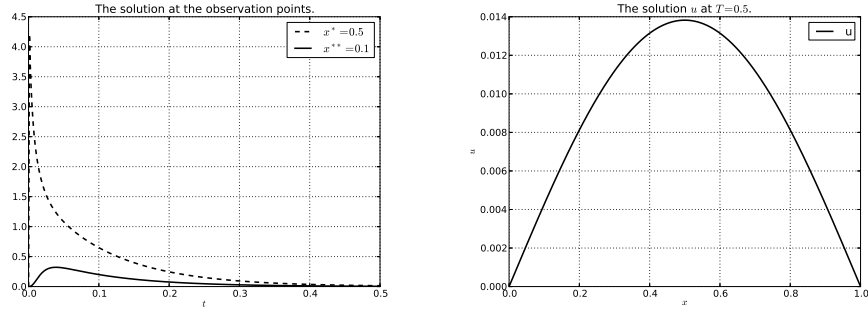 The solution at the observation points.
4.5
4.0
3.5
3.0
2.5
2.0
1.5
1.0
0.5
0.0
x* =0.5
x** =0.1
0.0 0.1 0.2 0.3 0.4 0.5
t
The solution u at T=0.5.
0.014
0.012
0.010
0.008
0.006
0.004
0.002
0.000
u
u
0.0 0.2 0.4 0.6 0.8 1.0
x